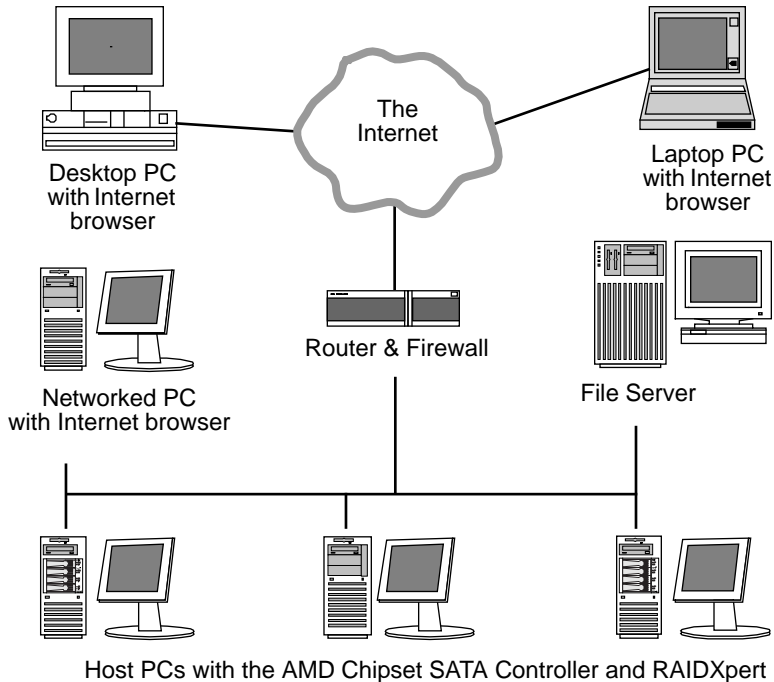 The
Internet
Desktop PC
with Internet
browser
Laptop PC
with Internet
browser
Router & Firewall
Networked PC
with Internet browser
File Server
Host PCs with the AMD Chipset SATA Controller and RAIDXpert